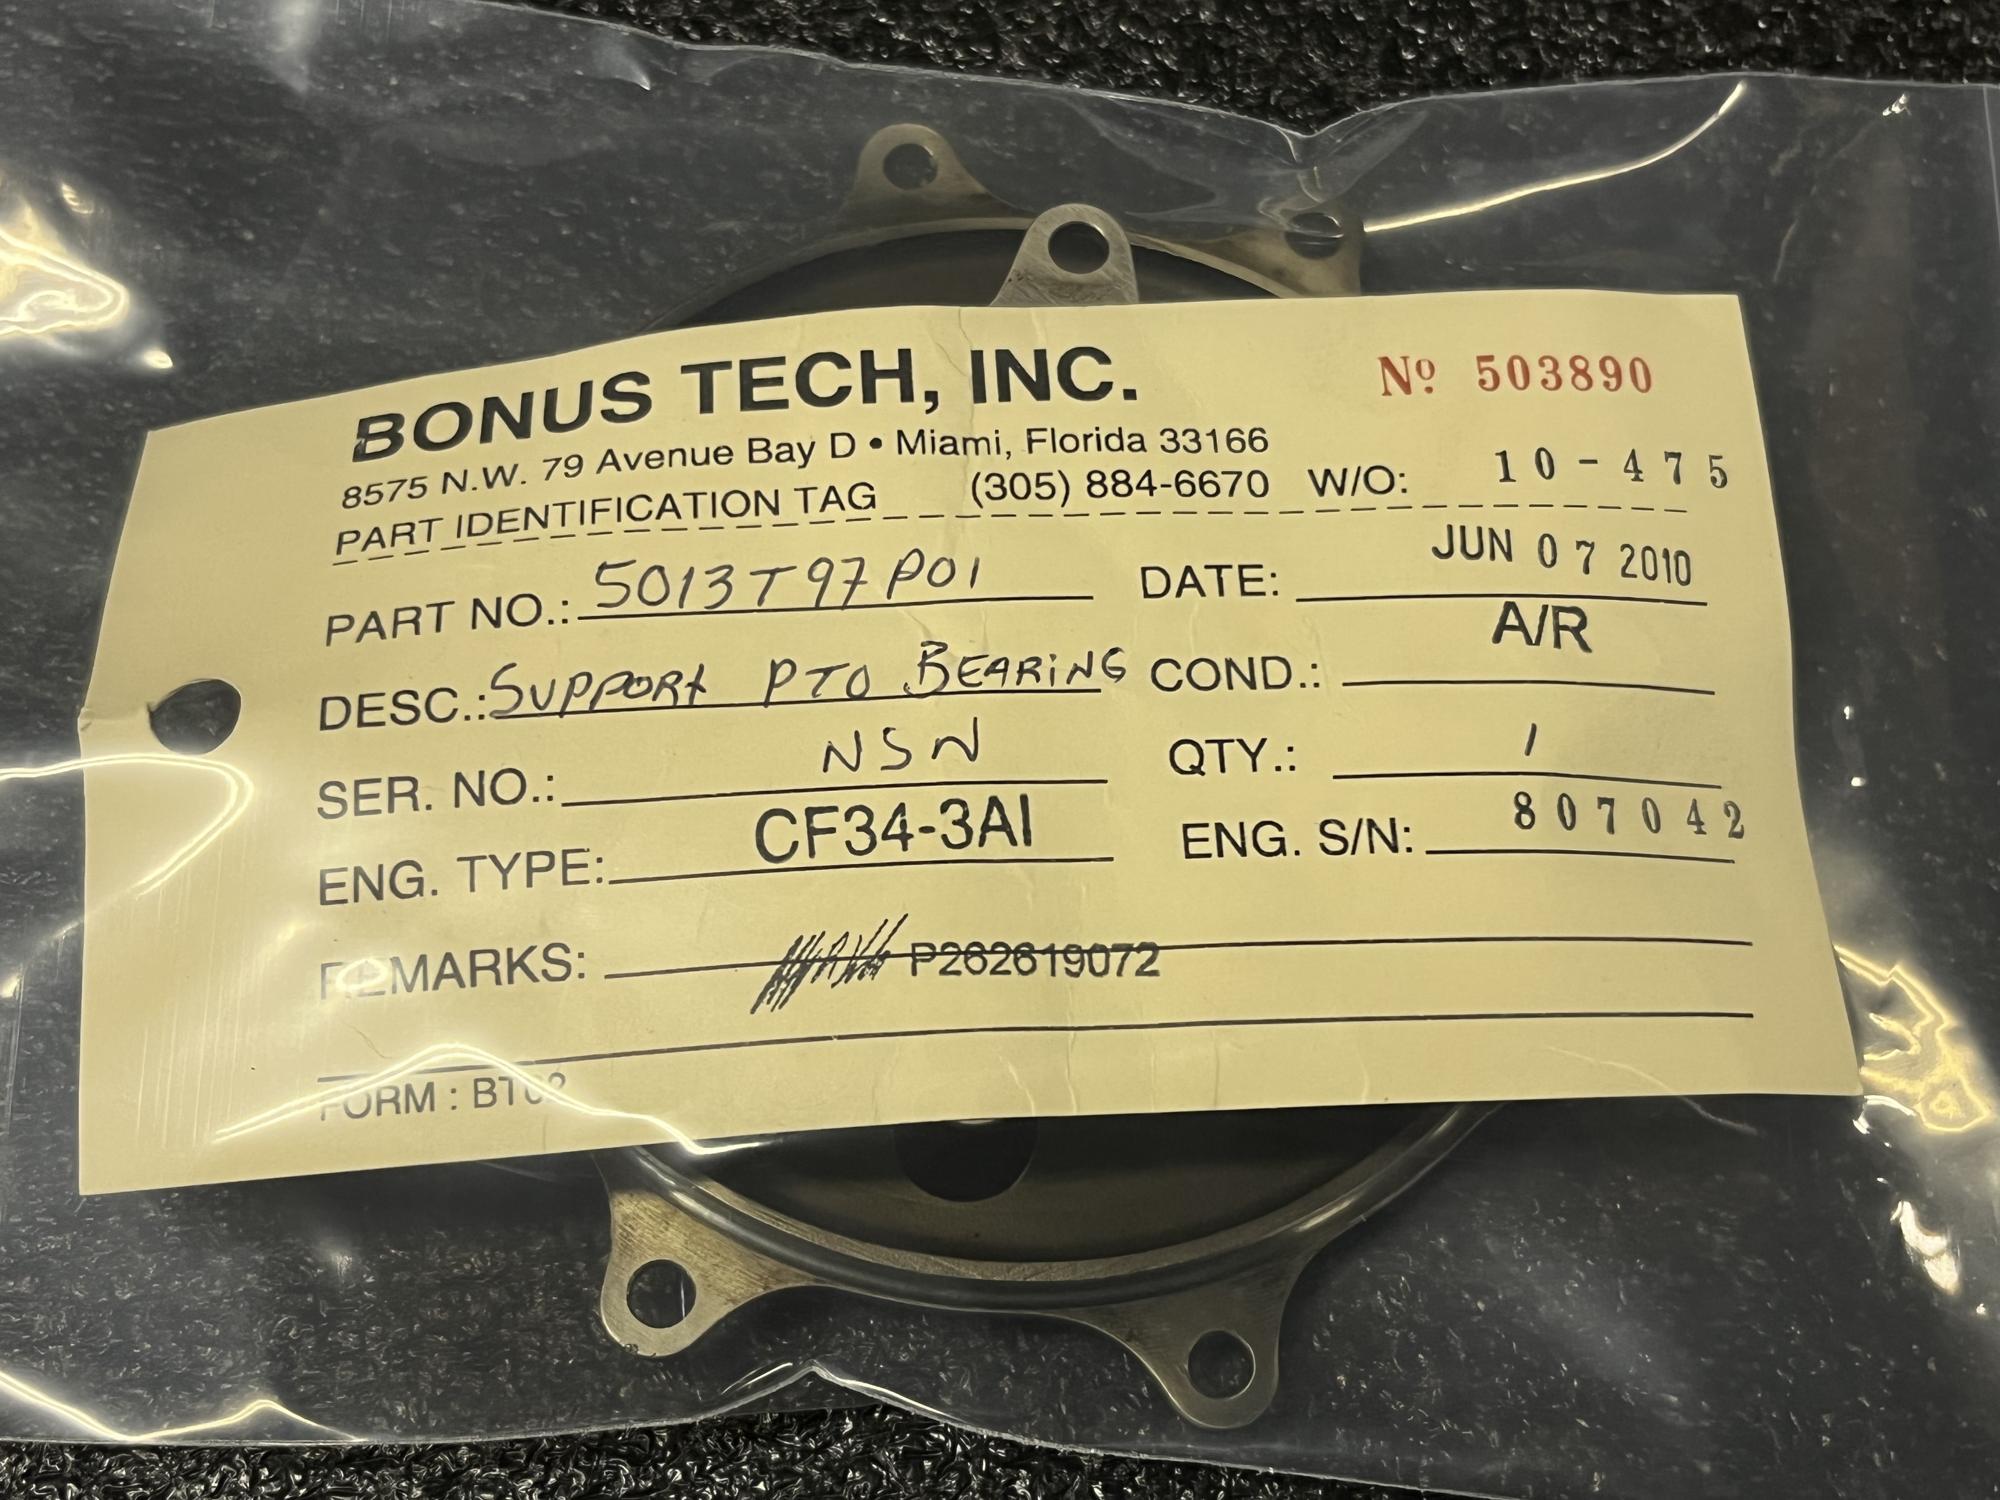 BONUS TECH, INC.
Nº 503890
8575 N.W. 79 Avenue Bay D • Miami, Florida 33166
PART IDENTIFICATION TAG (305) 884-6670 W/O: 10-475
PART NO.: 5013T97P01 DATE: JUN 07 2010
DESC.: SUPPORT PTO BEARING COND.: A/R
SER. NO.: NSN QTY.: 1
ENG. TYPE: CF34-3A1 ENG. S/N: 807042
REMARKS: P262619072
FORM : BT02